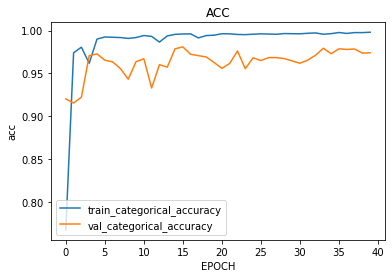 ACC
acc
1.00
0.95
0.90
0.85
0.80
train_categorical_accuracy
val_categorical_accuracy
0 5 10 15 20 25 30 35 40
EPOCH